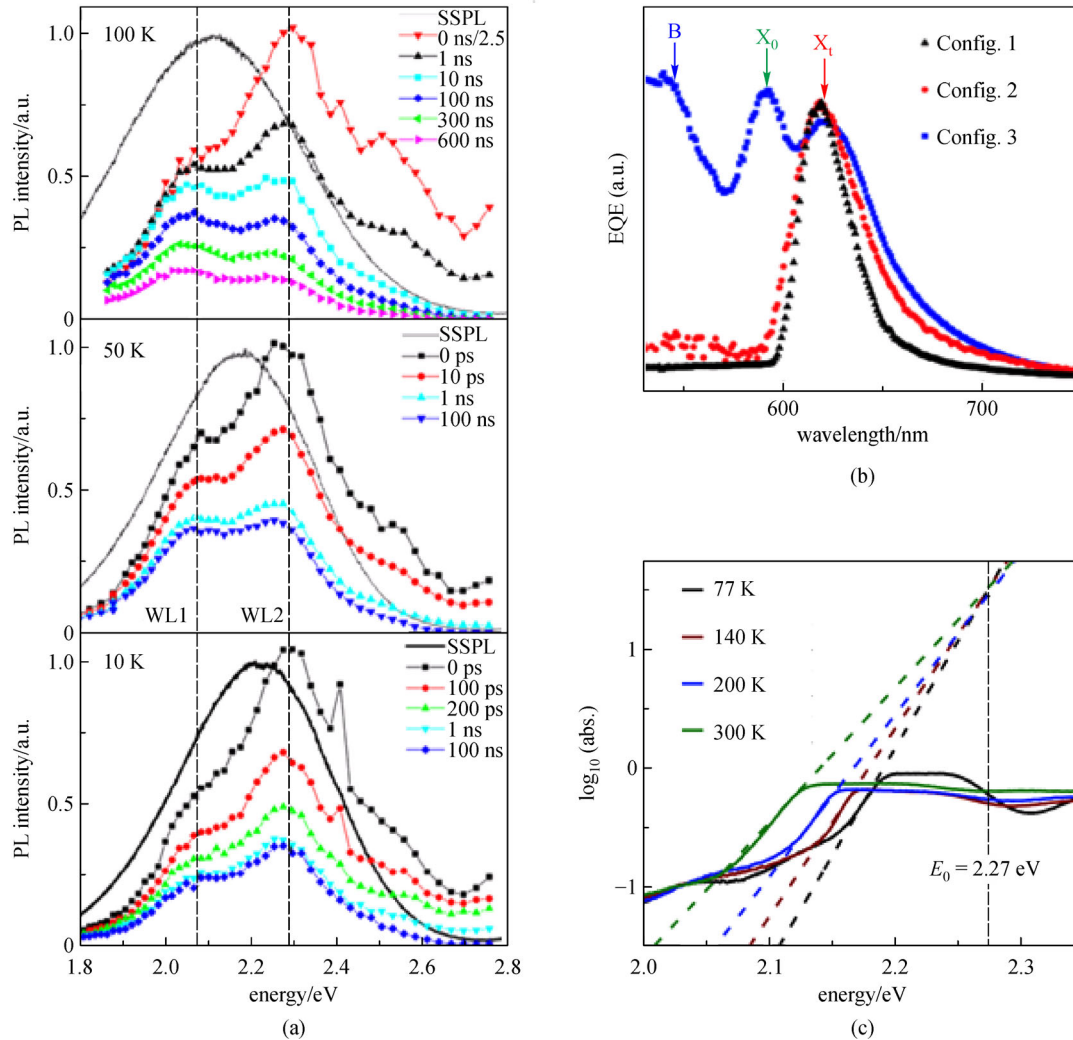 100 K
SSPL
0 ns/2.5
1 ns
10 ns
100 ns
300 ns
600 ns
PL intensity/a.u.
1.0
0.5
0
50 K
SSPL
0 ps
10 ps
1 ns
100 ns
PL intensity/a.u.
1.0
0.5
0
WL1
WL2
10 K
SSPL
0 ps
100 ps
200 ps
1 ns
100 ns
PL intensity/a.u.
1.0
0.5
0
1.8 2.0 2.2 2.4 2.6 2.8
energy/eV
(a)
B
X₀
Xₜ
Config. 1
Config. 2
Config. 3
EQE (a.u.)
600 700
wavelength/nm
(b)
77 K
140 K
200 K
300 K
log₁₀ (abs.)
1
-0
−1
E₀ = 2.27 eV
2.0 2.1 2.2 2.3
energy/eV
(c)